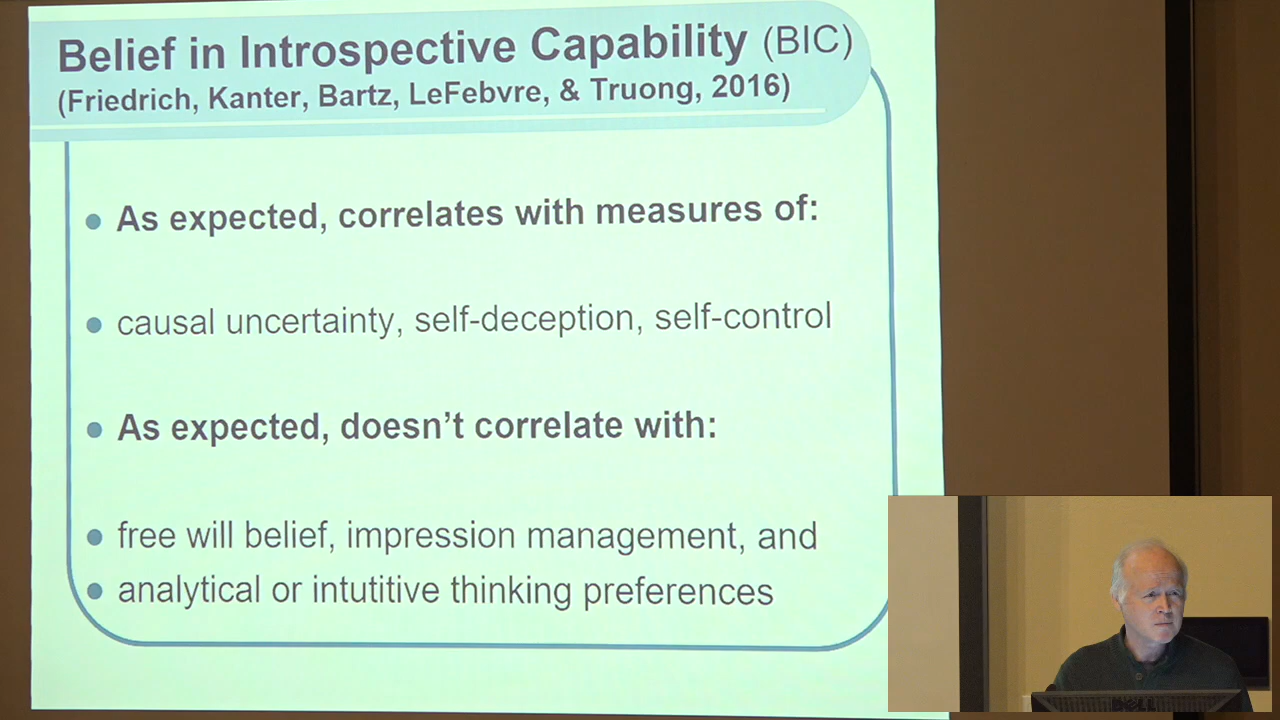 Belief in Introspective Capability (BIC)
(Friedrich, Kanter, Bartz, LeFebvre, & Truong, 2016)
• As expected, correlates with measures of:
• causal uncertainty, self-deception, self-control
• As expected, doesn't correlate with:
• free will belief, impression management, and
• analytical or intutitive thinking preferences